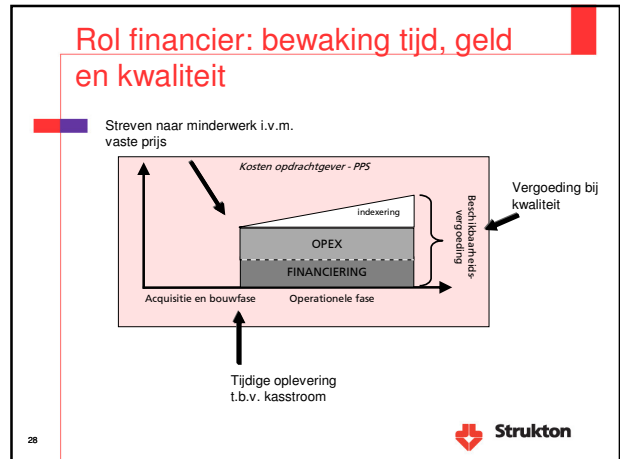 Rol financier: bewaking tijd, geld
en kwaliteit
Streven naar minderwerk i.v.m.
vaste prijs
Kosten opdrachtgever - PPS
indexering
OPEX
FINANCIERING
Beschikbaarheids-
vergoeding
Vergoeding bij
kwaliteit
Acquisitie en bouwfase
Operationele fase
Tijdige oplevering
t.b.v. kasstroom
28
Strukton